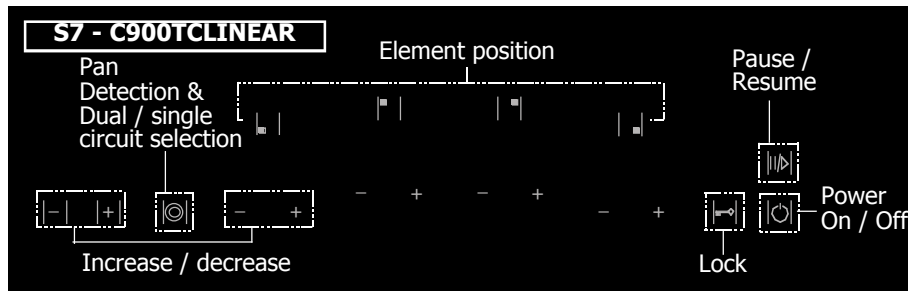 S7 - C900TCLINEAR
Element position
Pause /
Resume
Pan
Detection &
Dual / single
circuit selection
- + - +
- + - + - +
Power
On / Off
Increase / decrease
Lock